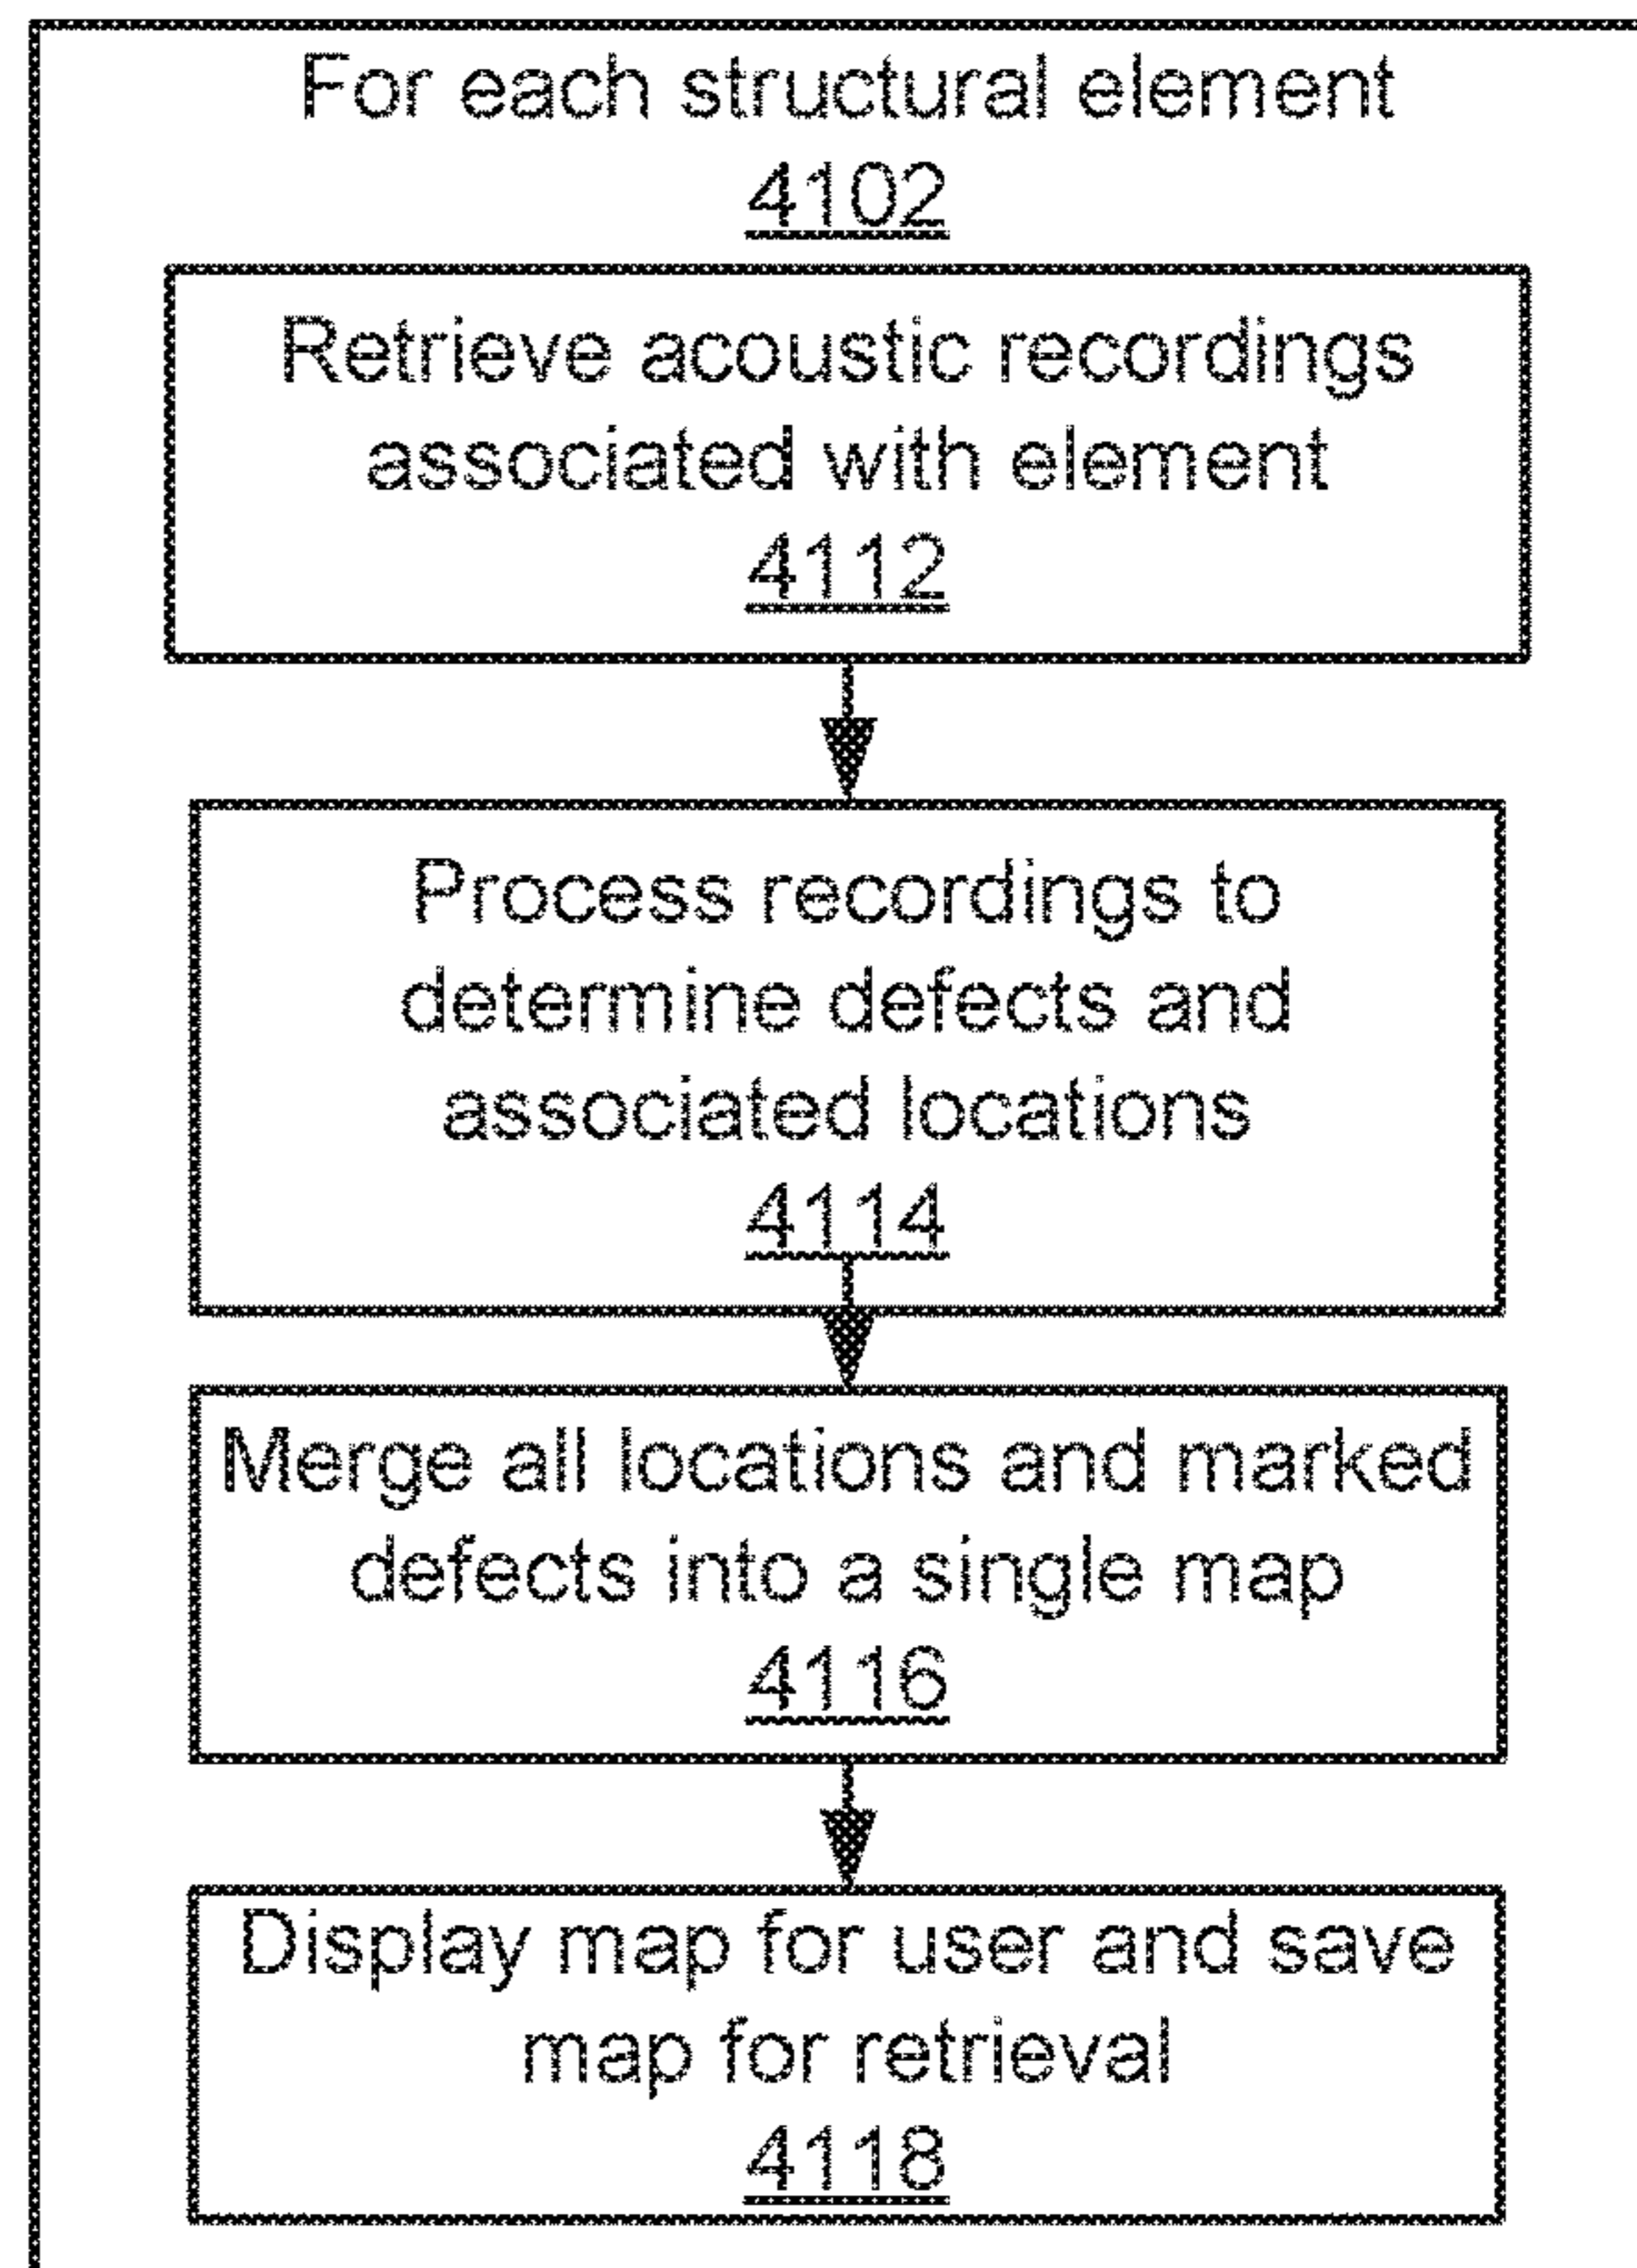 For each structural element
4102
Retrieve acoustic recordings
associated with element
4112
Process recordings to
determine defects and
associated locations
4114
Merge all locations and marked
defects into a single map
4116
Display map for user and save
map for retrieval
4118